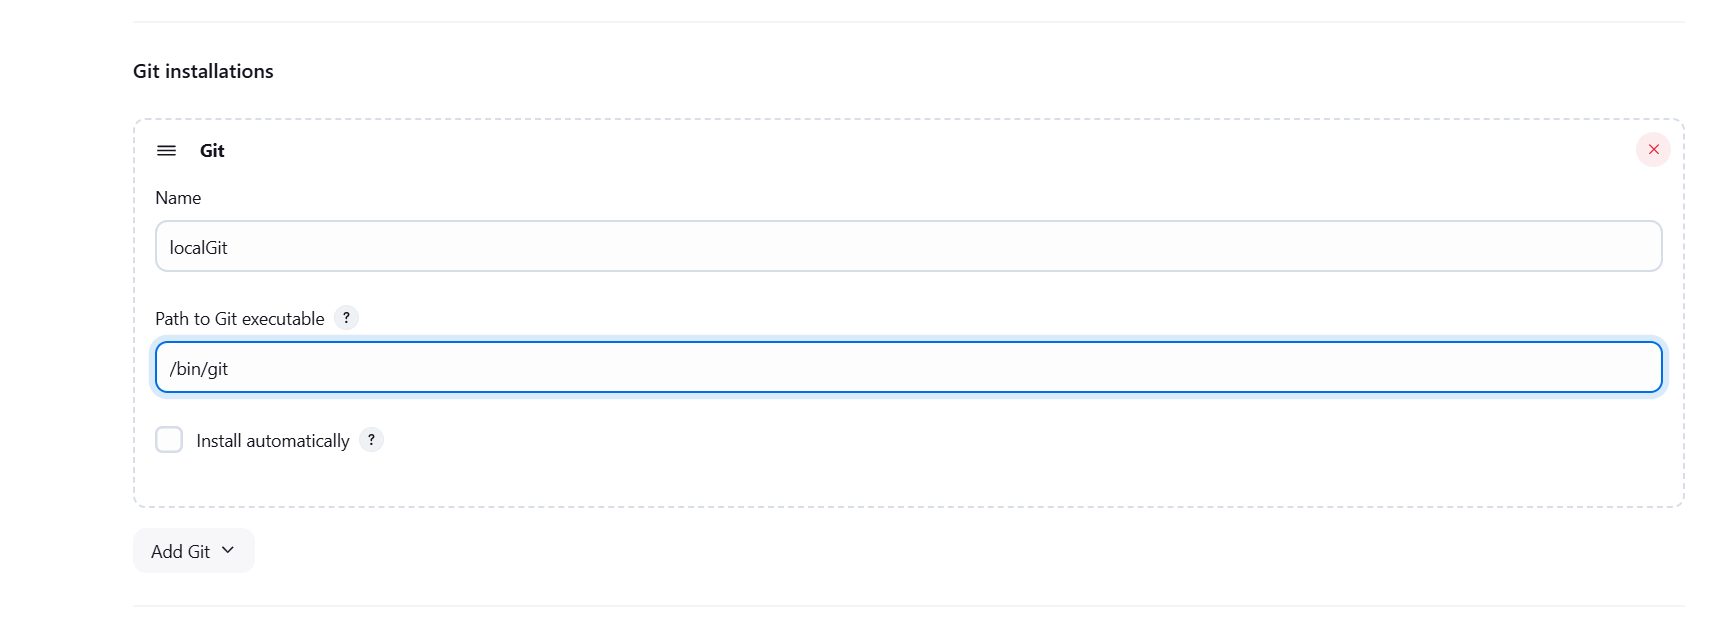 Git installations
Git
Name
localGit
Path to Git executable ?
/bin/git
Install automatically ?
Add Git